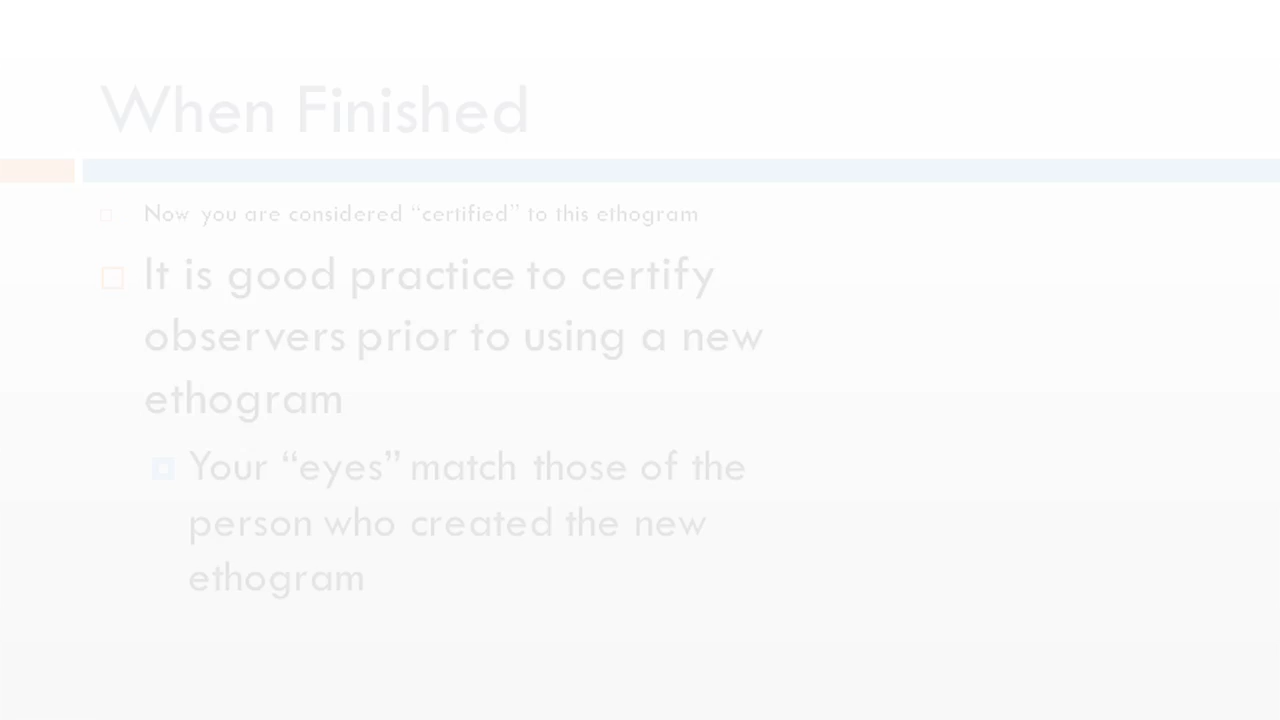 When Finished
Now you are considered “certified” to this ethogram
It is good practice to certify
observers prior to using a new
ethogram
Your “eyes” match those of the
person who created the new
ethogram